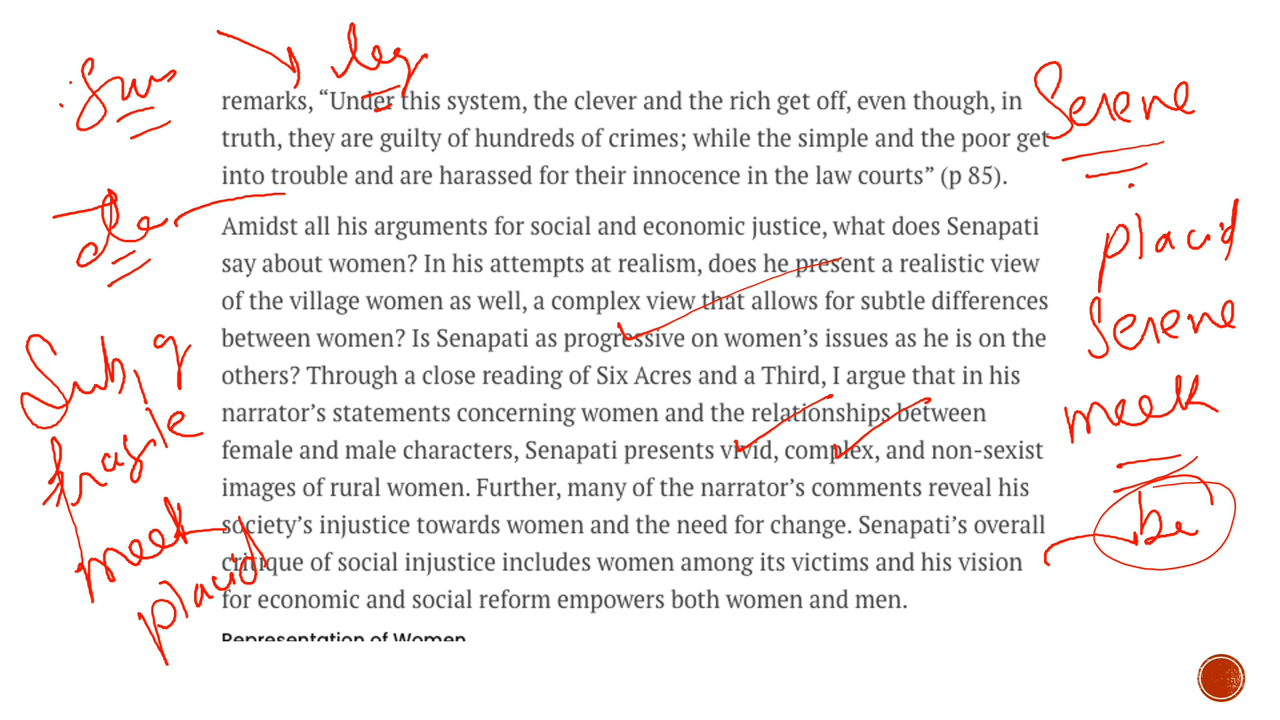 leg
remarks, “Under this system, the clever and the rich get off, even though, in
truth, they are guilty of hundreds of crimes; while the simple and the poor get
into trouble and are harassed for their innocence in the law courts” (p 85).
Serene
Amidst all his arguments for social and economic justice, what does Senapati
say about women? In his attempts at realism, does he present a realistic view
of the village women as well, a complex view that allows for subtle differences
between women? Is Senapati as progressive on women’s issues as he is on the
others? Through a close reading of Six Acres and a Third, I argue that in his
narrator’s statements concerning women and the relationships between
female and male characters, Senapati presents vivid, complex, and non-sexist
images of rural women. Further, many of the narrator’s comments reveal his
society’s injustice towards women and the need for change. Senapati’s overall
critique of social injustice includes women among its victims and his vision
for economic and social reform empowers both women and men.
Representation of Women
placid
Serene
meek
be
fragile
meek
placid